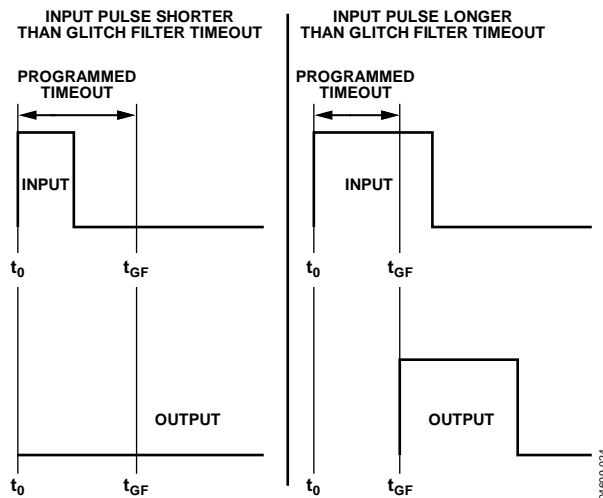 INPUT PULSE SHORTER
THAN GLITCH FILTER TIMEOUT
PROGRAMMED
TIMEOUT
INPUT
t0
tGF
OUTPUT
t0
tGF
INPUT PULSE LONGER
THAN GLITCH FILTER TIMEOUT
PROGRAMMED
TIMEOUT
INPUT
t0
tGF
OUTPUT
t0
tGF